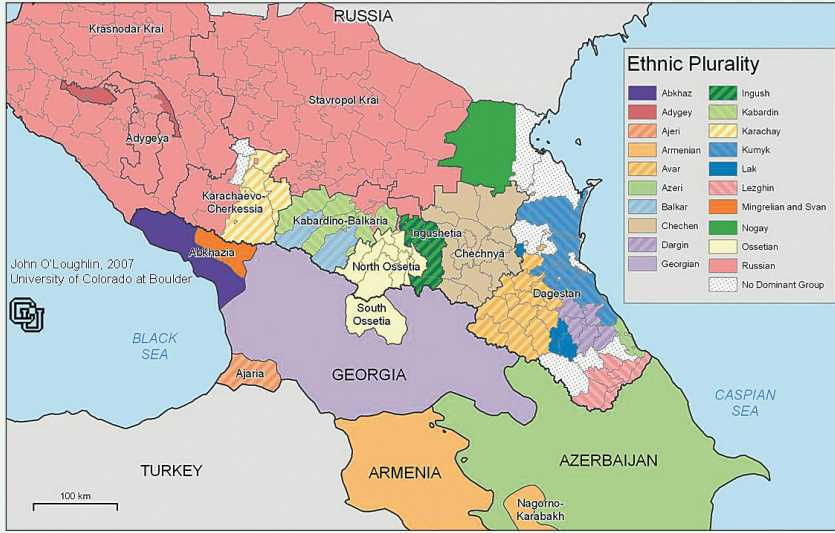 RUSSIA
Krasnodar Krai
Stavropol Krai
Adygeya
Karachaevo-
Cherkessia
Kabardino-Balkaria
Ingushetia
Abkhazia
North Ossetia
Chechnya
John O'Loughlin, 2007
University of Colorado at Boulder
CU
South
Ossetia
Dagestan
BLACK
SEA
Ajaria
GEORGIA
CASPIAN
SEA
TURKEY
ARMENIA
AZERBAIJAN
Nagorno-
Karabakh
100 km
Ethnic Plurality
Abkhaz
Adygey
Ajeri
Armenian
Avar
Azeri
Balkar
Chechen
Dargin
Georgian
Ingush
Kabardin
Karachay
Kumyk
Lak
Lezghin
Mingrelian and Svan
Nogay
Ossetian
Russian
No Dominant Group